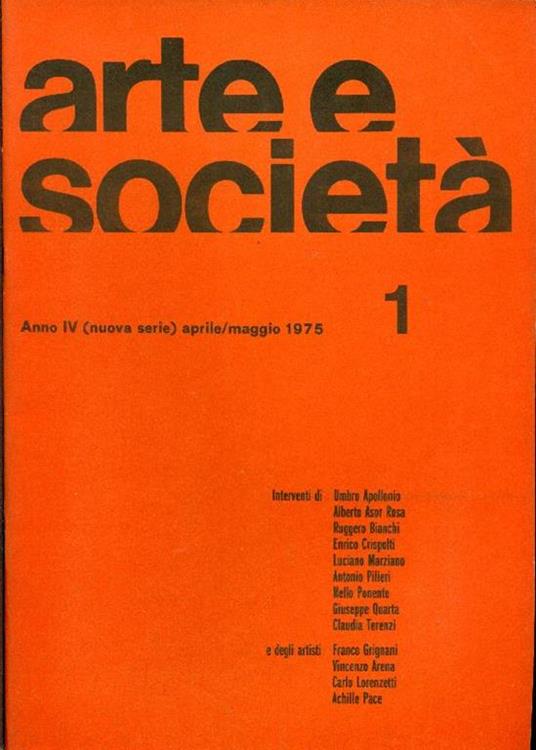 arte e
società
Anno IV (nuova serie) aprile/maggio 1975
1
Interventi di Umbro Apollonio
Alberto Asor Rosa
Ruggero Bianchi
Enrico Crispolti
Luciano Marziano
Antonio Pilieri
Nello Ponente
Giuseppe Quarta
Claudia Terenzi
e degli artisti Franco Grignani
Vincenzo Arena
Carlo Lorenzetti
Achille Pace